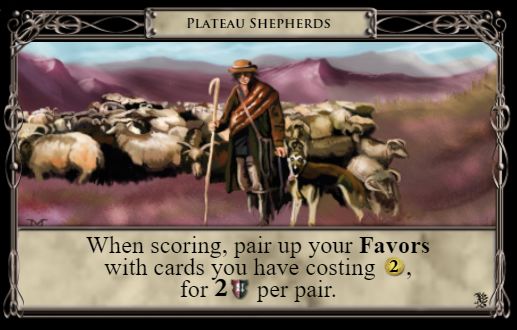 Plateau Shepherds
When scoring, pair up your Favors
with cards you have costing 2,
for 2 per pair.